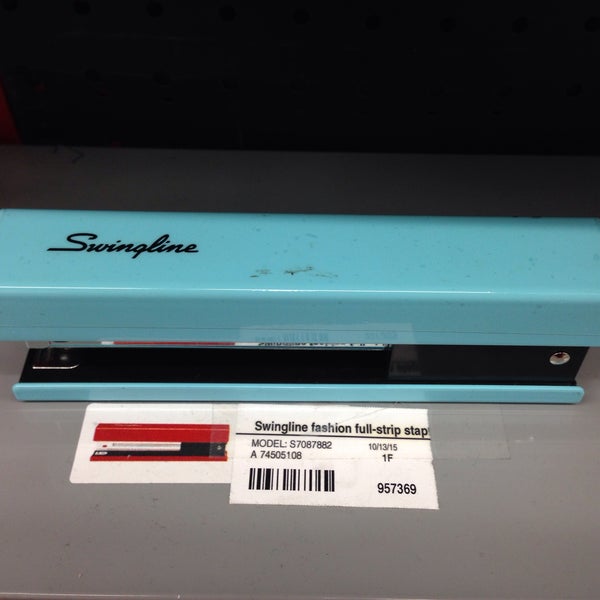 Swingline
Swingline fashion full-strip stap
MODEL: S7087882 10/13/15
A 74505108 1F
957369